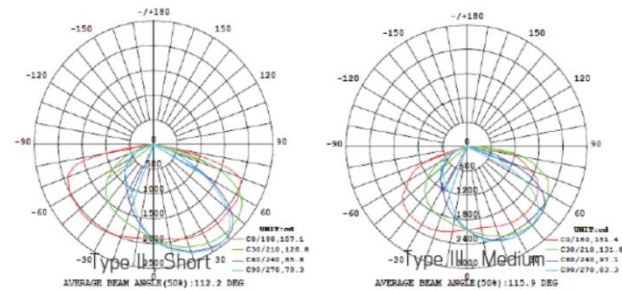 -/+180
-150
150
-120
120
-90
90
-60
60
-30
30
0
500
1000
1500
2000
2500
UNIT:cd
C0/180,157.1
C30/210,126.8
C60/240,85.8
C90/270,79.3
Type II Short
AVERAGE BEAM ANGLE(50%):112.2 DEG
-/+180
-150
150
-120
120
-90
90
-60
60
-30
30
0
600
1200
1800
2400
UNIT:cd
C0/180,151.4
C30/210,131.8
C60/240,97.1
C90/270,83.3
Type III Medium
AVERAGE BEAM ANGLE(50%):115.9 DEG